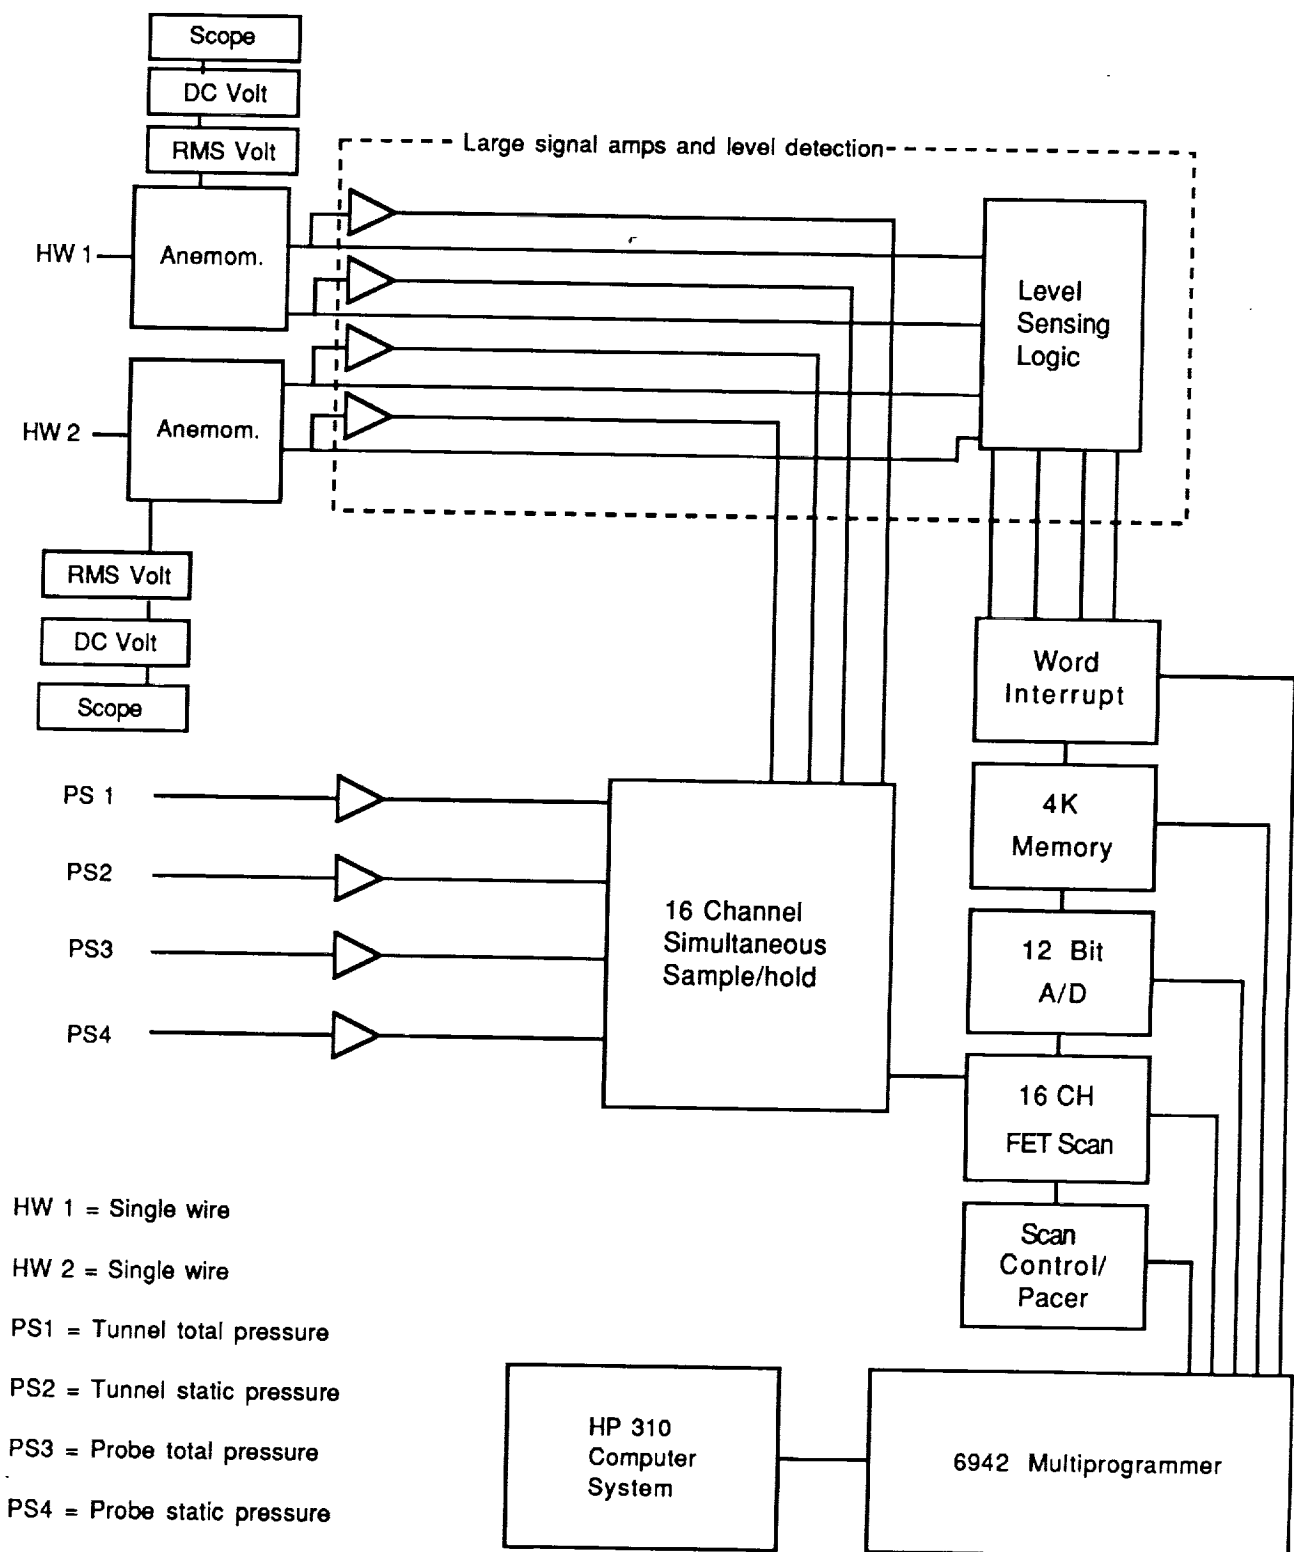 Scope
DC Volt
RMS Volt
Large signal amps and level detection
HW 1
Anemom.
Level
Sensing
Logic
HW 2
Anemom.
RMS Volt
DC Volt
Scope
Word
Interrupt
PS 1
PS2
PS3
PS4
16 Channel
Simultaneous
Sample/hold
4K
Memory
12 Bit
A/D
16 CH
FET Scan
Scan
Control/
Pacer
HW 1 = Single wire
HW 2 = Single wire
PS1 = Tunnel total pressure
PS2 = Tunnel static pressure
PS3 = Probe total pressure
PS4 = Probe static pressure
HP 310
Computer
System
6942 Multiprogrammer